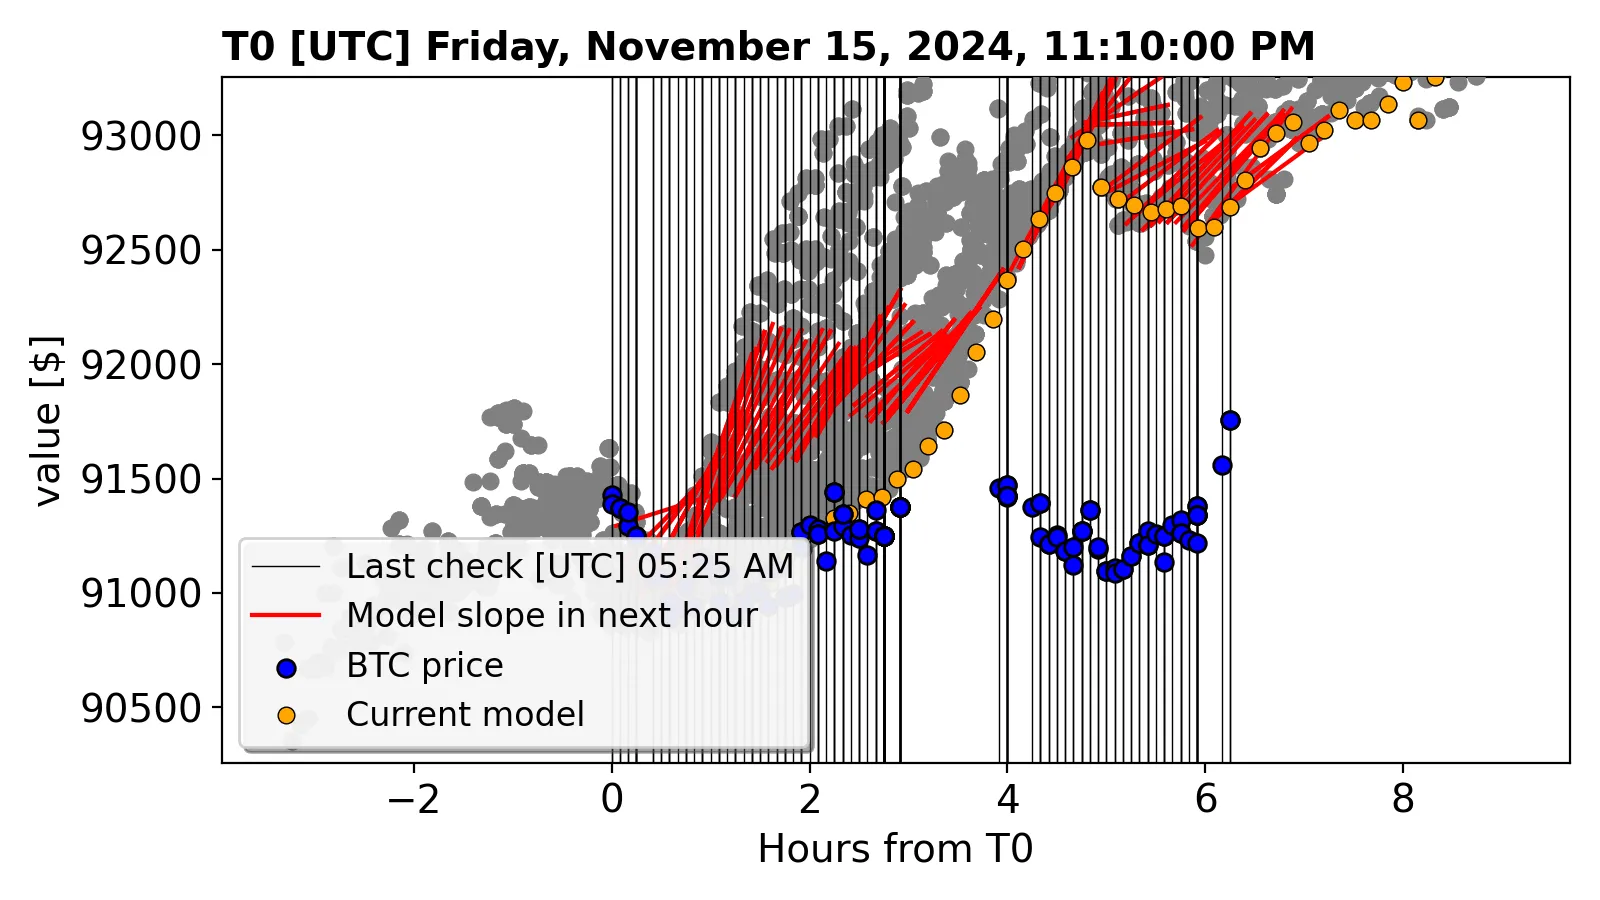 T0 [UTC] Friday, November 15, 2024, 11:10:00 PM
value [$]
93000
92500
92000
91500
91000
90500
Last check [UTC] 05:25 AM
Model slope in next hour
BTC price
Current model
−2 0 2 4 6 8
Hours from T0